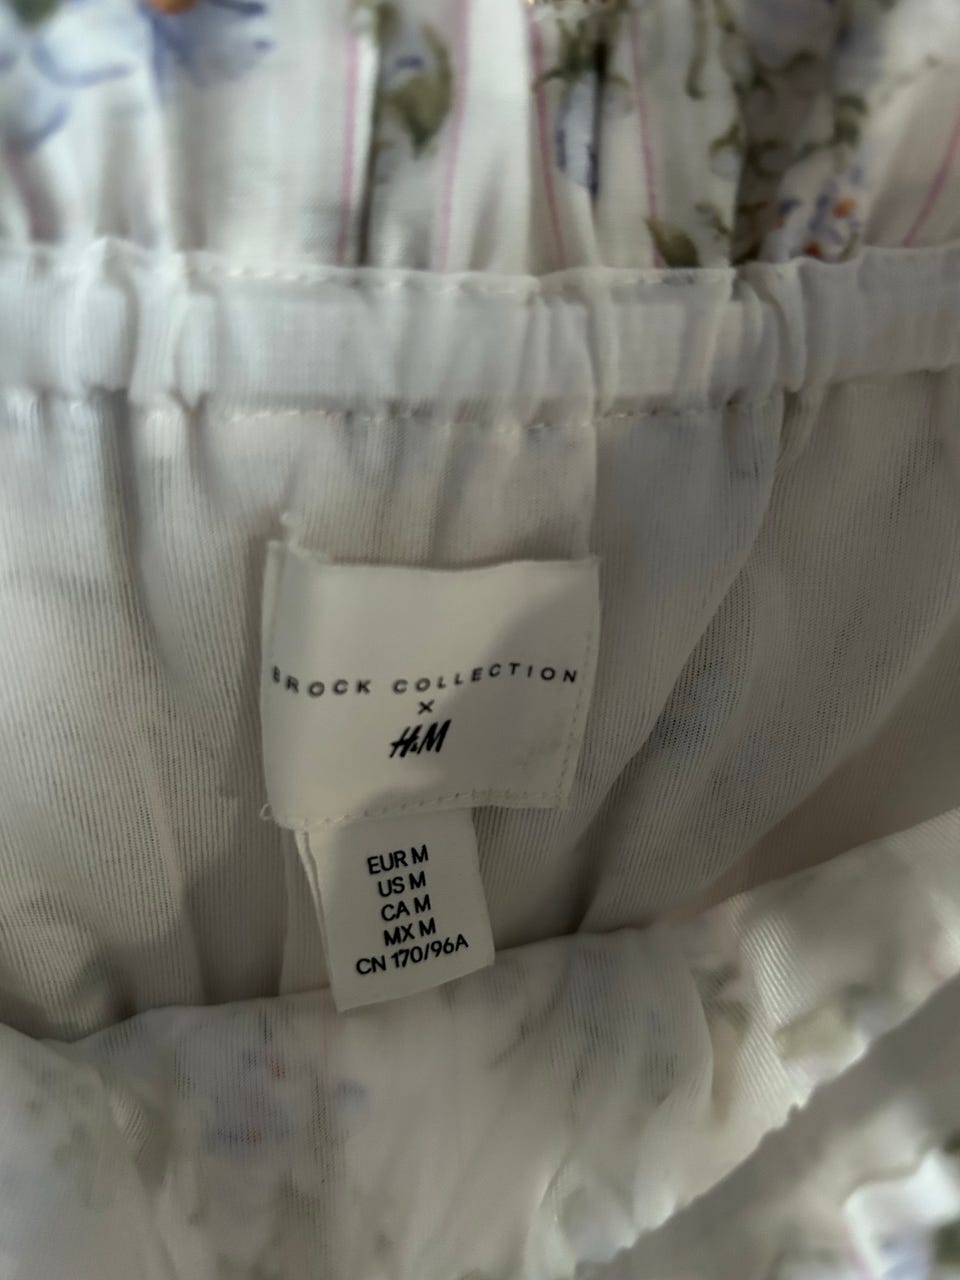 BROCK COLLECTION
×
H&M
EUR M
US M
CA M
MX M
CN 170/96A